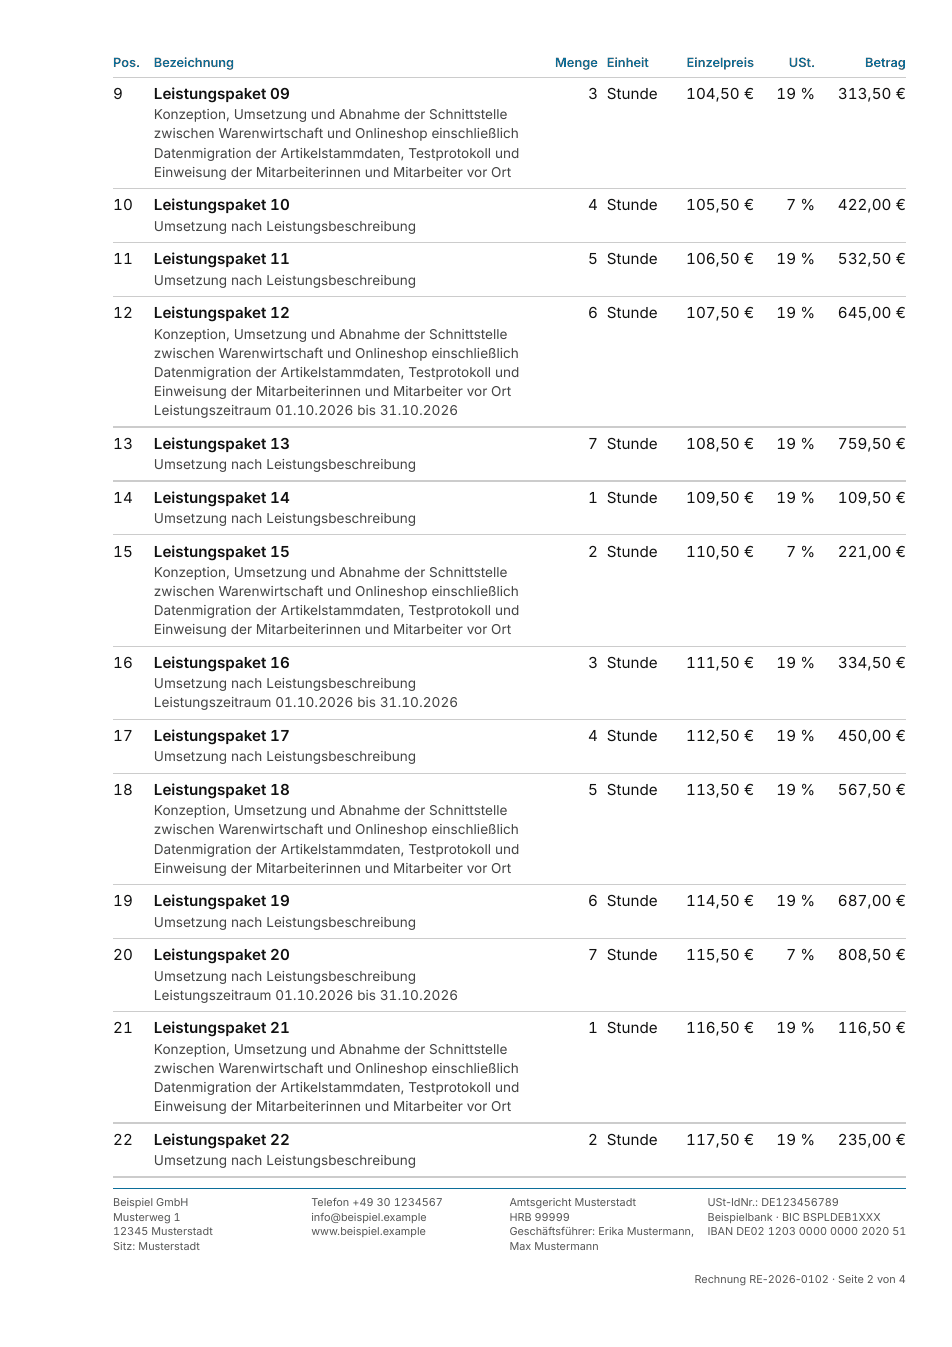 Pos. Bezeichnung Menge Einheit Einzelpreis USt. Betrag
9 Leistungspaket 09 3 Stunde 104,50 € 19 % 313,50 €
Konzeption, Umsetzung und Abnahme der Schnittstelle
zwischen Warenwirtschaft und Onlineshop einschließlich
Datenmigration der Artikelstammdaten, Testprotokoll und
Einweisung der Mitarbeiterinnen und Mitarbeiter vor Ort
10 Leistungspaket 10 4 Stunde 105,50 € 7 % 422,00 €
Umsetzung nach Leistungsbeschreibung
11 Leistungspaket 11 5 Stunde 106,50 € 19 % 532,50 €
Umsetzung nach Leistungsbeschreibung
12 Leistungspaket 12 6 Stunde 107,50 € 19 % 645,00 €
Konzeption, Umsetzung und Abnahme der Schnittstelle
zwischen Warenwirtschaft und Onlineshop einschließlich
Datenmigration der Artikelstammdaten, Testprotokoll und
Einweisung der Mitarbeiterinnen und Mitarbeiter vor Ort
Leistungszeitraum 01.10.2026 bis 31.10.2026
13 Leistungspaket 13 7 Stunde 108,50 € 19 % 759,50 €
Umsetzung nach Leistungsbeschreibung
14 Leistungspaket 14 1 Stunde 109,50 € 19 % 109,50 €
Umsetzung nach Leistungsbeschreibung
15 Leistungspaket 15 2 Stunde 110,50 € 7 % 221,00 €
Konzeption, Umsetzung und Abnahme der Schnittstelle
zwischen Warenwirtschaft und Onlineshop einschließlich
Datenmigration der Artikelstammdaten, Testprotokoll und
Einweisung der Mitarbeiterinnen und Mitarbeiter vor Ort
16 Leistungspaket 16 3 Stunde 111,50 € 19 % 334,50 €
Umsetzung nach Leistungsbeschreibung
Leistungszeitraum 01.10.2026 bis 31.10.2026
17 Leistungspaket 17 4 Stunde 112,50 € 19 % 450,00 €
Umsetzung nach Leistungsbeschreibung
18 Leistungspaket 18 5 Stunde 113,50 € 19 % 567,50 €
Konzeption, Umsetzung und Abnahme der Schnittstelle
zwischen Warenwirtschaft und Onlineshop einschließlich
Datenmigration der Artikelstammdaten, Testprotokoll und
Einweisung der Mitarbeiterinnen und Mitarbeiter vor Ort
19 Leistungspaket 19 6 Stunde 114,50 € 19 % 687,00 €
Umsetzung nach Leistungsbeschreibung
20 Leistungspaket 20 7 Stunde 115,50 € 7 % 808,50 €
Umsetzung nach Leistungsbeschreibung
Leistungszeitraum 01.10.2026 bis 31.10.2026
21 Leistungspaket 21 1 Stunde 116,50 € 19 % 116,50 €
Konzeption, Umsetzung und Abnahme der Schnittstelle
zwischen Warenwirtschaft und Onlineshop einschließlich
Datenmigration der Artikelstammdaten, Testprotokoll und
Einweisung der Mitarbeiterinnen und Mitarbeiter vor Ort
22 Leistungspaket 22 2 Stunde 117,50 € 19 % 235,00 €
Umsetzung nach Leistungsbeschreibung
Beispiel GmbH
Musterweg 1
12345 Musterstadt
Sitz: Musterstadt
Telefon +49 30 1234567
info@beispiel.example
www.beispiel.example
Amtsgericht Musterstadt
HRB 99999
Geschäftsführer: Erika Mustermann,
Max Mustermann
USt-IdNr.: DE123456789
Beispielbank · BIC BSPLDEB1XXX
IBAN DE02 1203 0000 0000 2020 51
Rechnung RE-2026-0102 · Seite 2 von 4